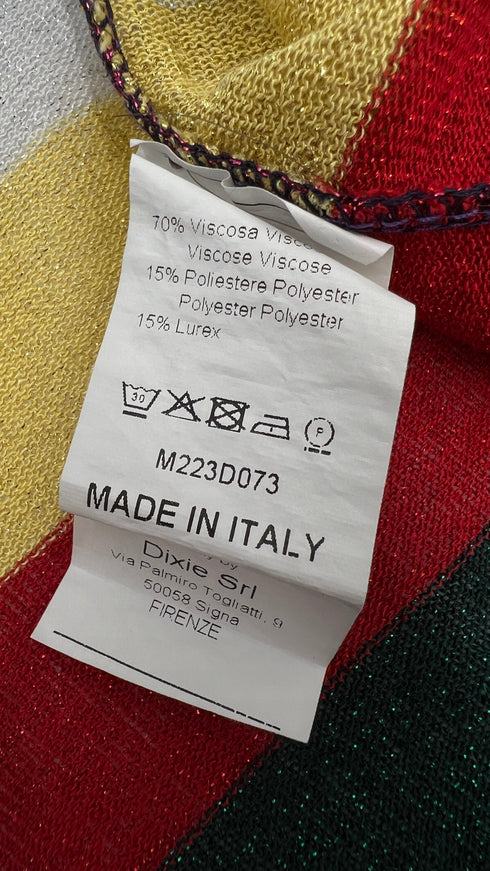 70% Viscosa
Viscose Viscose
15% Poliestere Polyester
Polyester Polyester
15% Lurex
30
P
M223D073
MADE IN ITALY
by
Dixie Srl
Via Palmiro Togliatti, 9
50058 Signa
FIRENZE